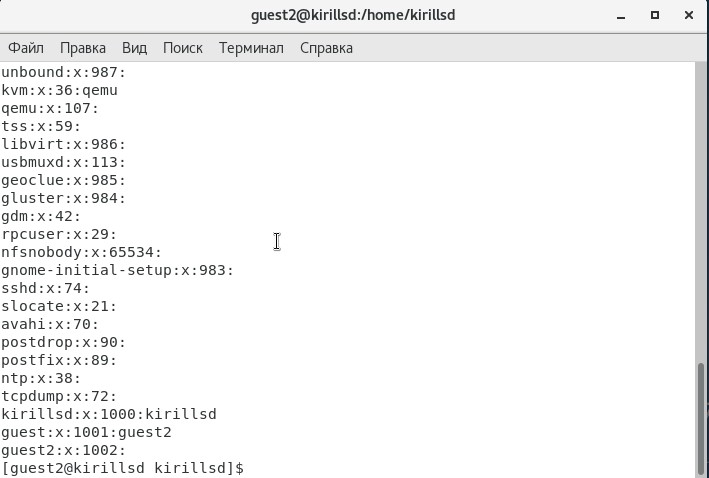 guest2@kirillsd:/home/kirillsd
Файл Правка Вид Поиск Терминал Справка
unbound:x:987:
kvm:x:36:qemu
qemu:x:107:
tss:x:59:
libvirt:x:986:
usbmuxd:x:113:
geoclue:x:985:
gluster:x:984:
gdm:x:42:
rpcuser:x:29:
nfsnobody:x:65534:
gnome-initial-setup:x:983:
sshd:x:74:
slocate:x:21:
avahi:x:70:
postdrop:x:90:
postfix:x:89:
ntp:x:38:
tcpdump:x:72:
kirillsd:x:1000:kirillsd
guest:x:1001:guest2
guest2:x:1002:
[guest2@kirillsd kirillsd]$